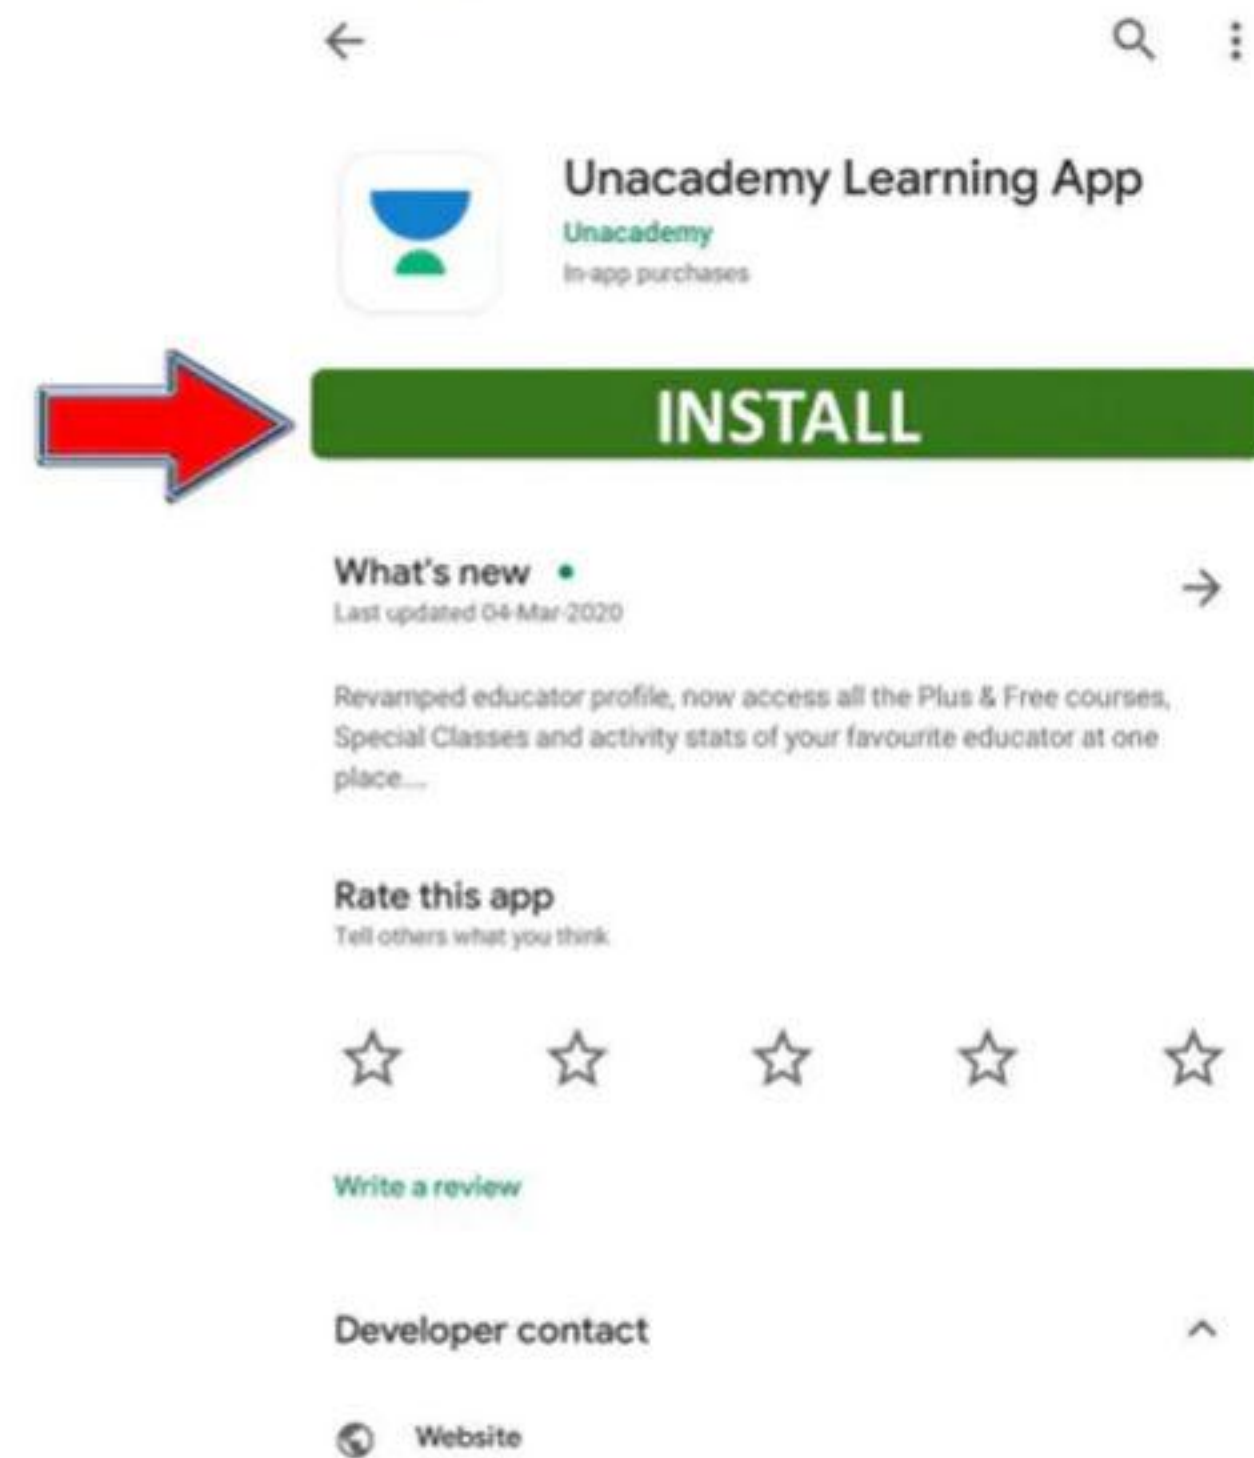 Unacademy Learning App
Unacademy
In-app purchases
INSTALL
What's new
Last updated 04-Mar-2020
Revamped educator profile, now access all the Plus & Free courses,
Special Classes and activity stats of your favourite educator at one
place....
Rate this app
Tell others what you think
Write a review
Developer contact
Website